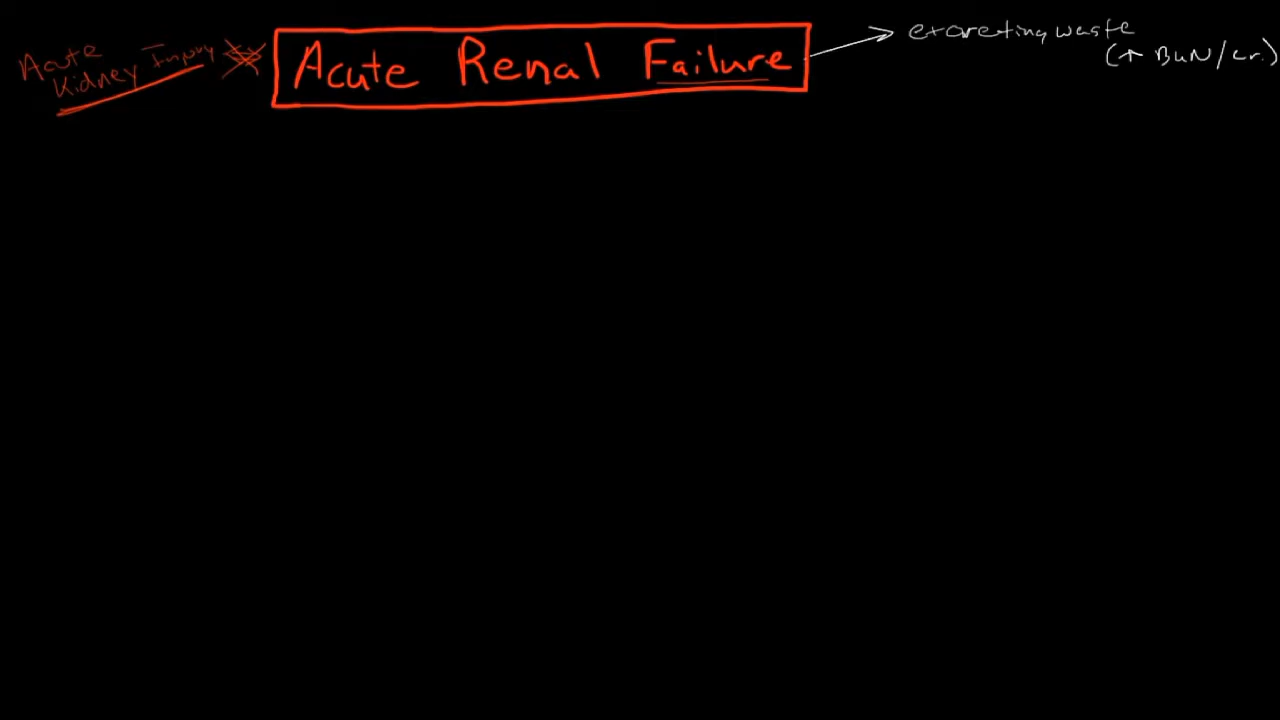 Acute
Kidney Injury
Acute Renal Failure
excreting waste
(↑ BUN/cr.)